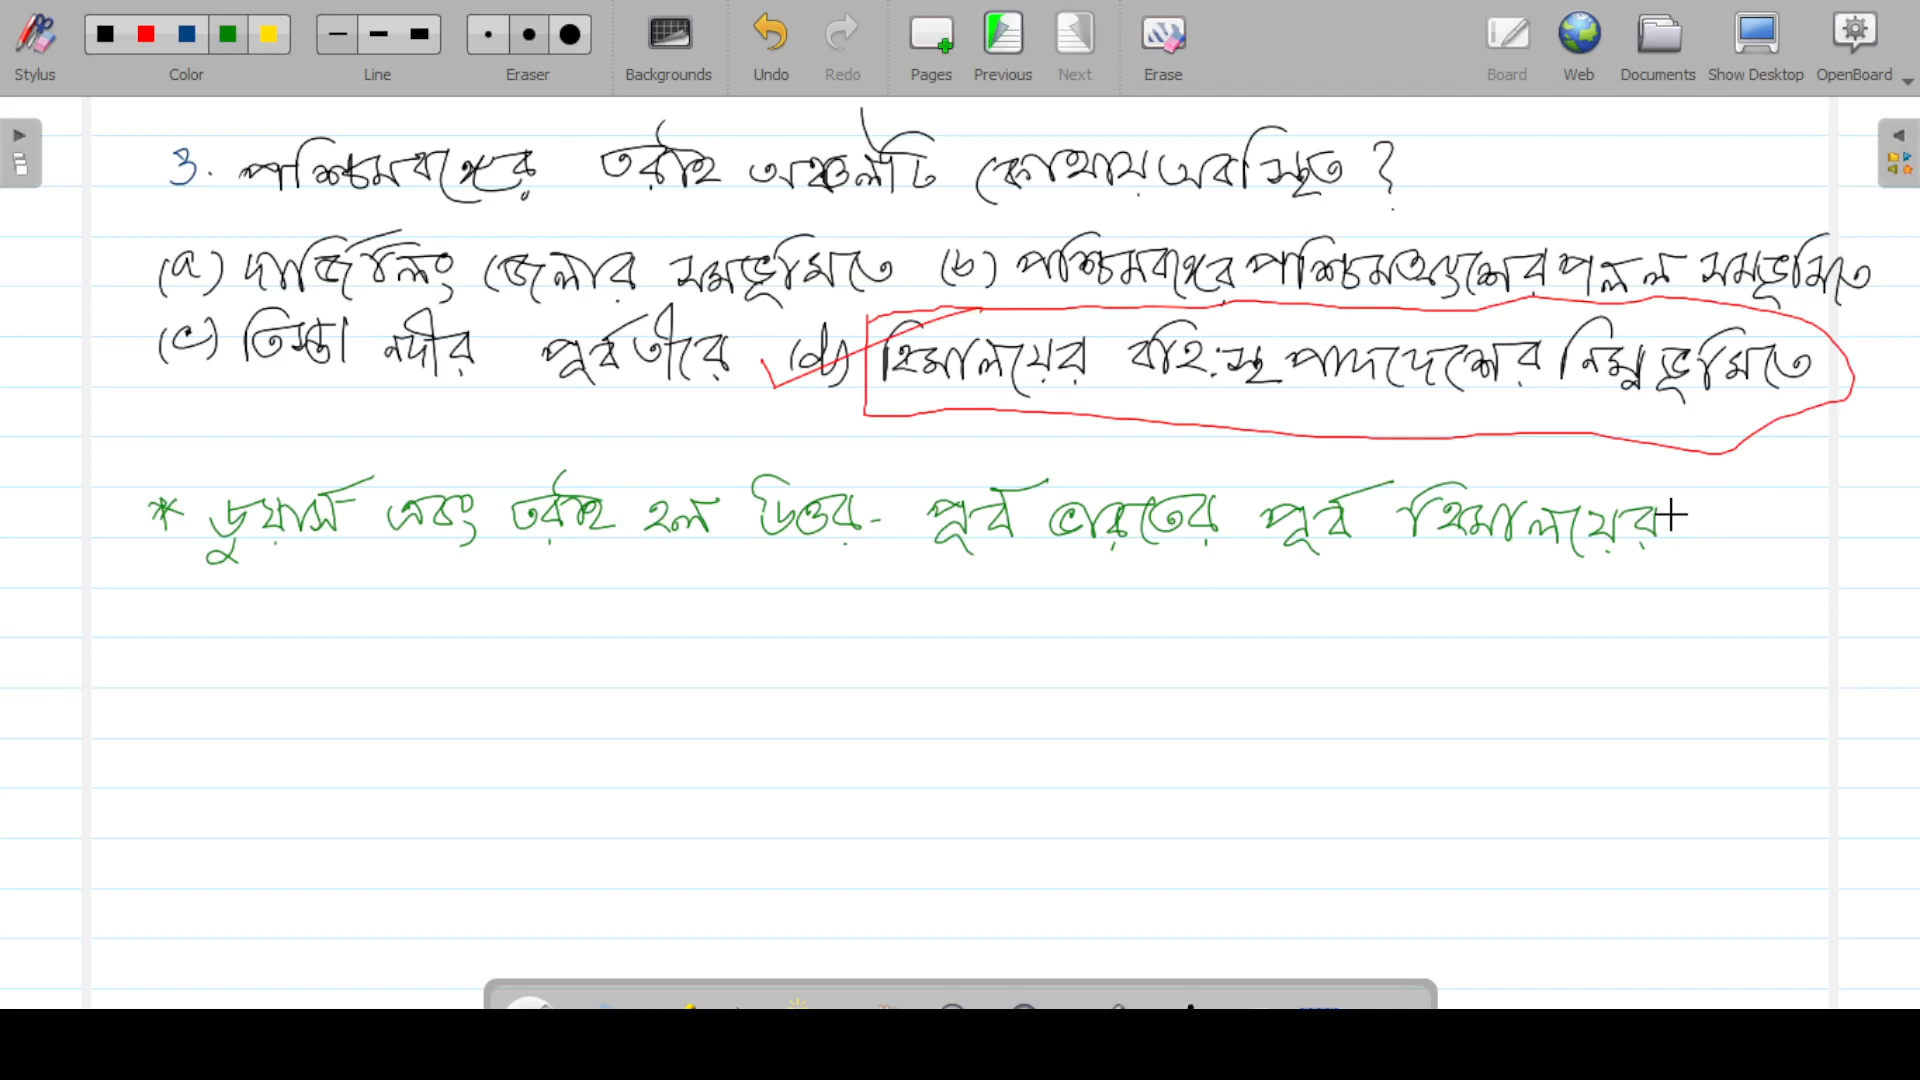 Stylus Color Line Eraser Backgrounds Undo Redo Pages Previous Next Erase Board Web Documents Show Desktop OpenBoard
3. পশ্চিমবঙ্গের তরাই অঞ্চলটি কোথায় অবস্থিত ?
(a) দার্জিলিং জেলার সমভূমিতে (b) পশ্চিমবঙ্গের পশ্চিমঅংশের পললল সমভূমিতে
(c) তিস্তা নদীর পূর্ব তীরে (d) হিমালয়ের বহি:স্থ পাদদেশের নিম্নভূমিতে
* ডুয়ার্স এবং তরাই হল উত্তর- পূর্ব ভারতের পূর্ব হিমালয়ের